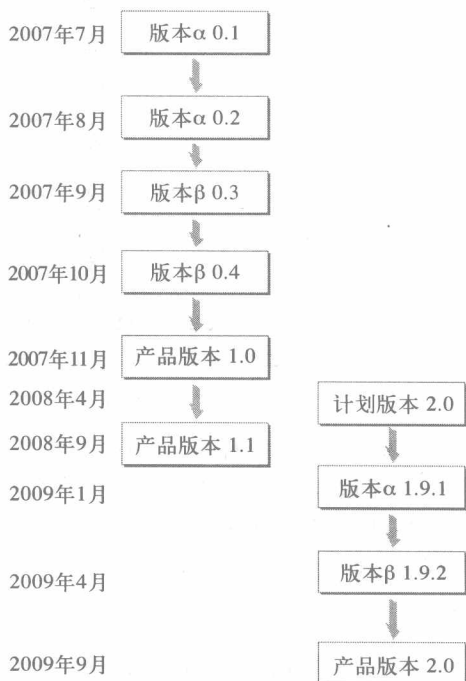 2007年7月 版本α 0.1
2007年8月 版本α 0.2
2007年9月 版本β 0.3
2007年10月 版本β 0.4
2007年11月 产品版本 1.0
2008年4月 计划版本 2.0
2008年9月 产品版本 1.1
2009年1月 版本α 1.9.1
2009年4月 版本β 1.9.2
2009年9月 产品版本 2.0